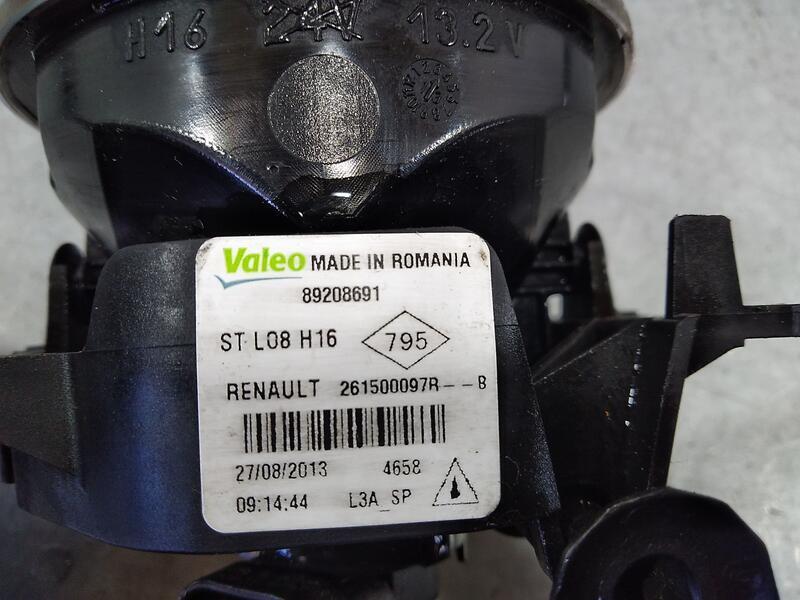 H16 24W 13.2V
Valeo MADE IN ROMANIA
89208691
ST L08 H16 795
RENAULT 261500097R--B
27/08/2013 4658
09:14:44 L3A_SP